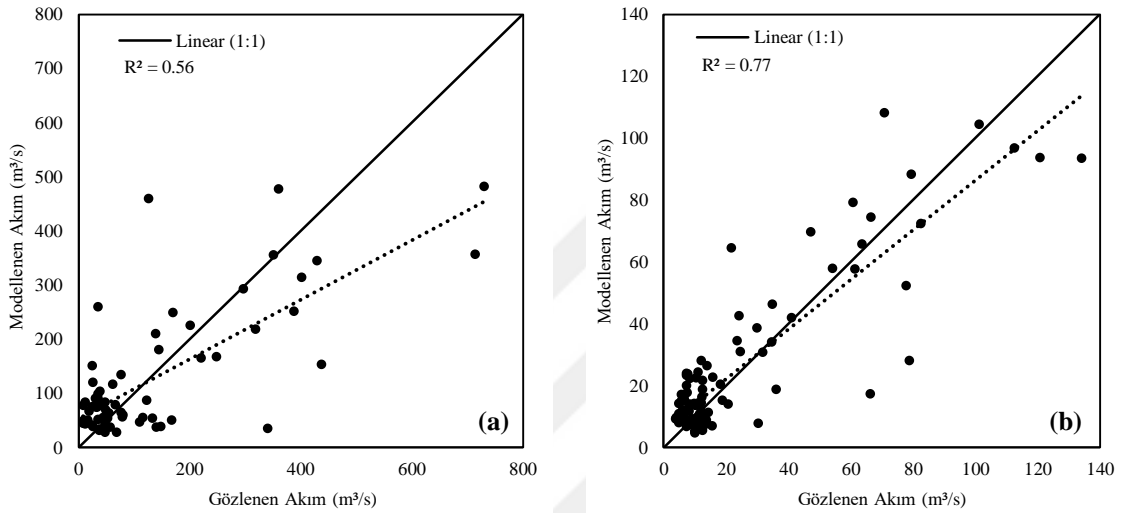 Linear (1:1)
R² = 0.56
800
700
600
500
400
300
200
100
0
0 200 400 600 800
Modellenen Akım (m³/s)
Gözlenen Akım (m³/s)
(a)
Linear (1:1)
R² = 0.77
140
120
100
80
60
40
20
0
0 20 40 60 80 100 120 140
Modellenen Akım (m³/s)
Gözlenen Akım (m³/s)
(b)